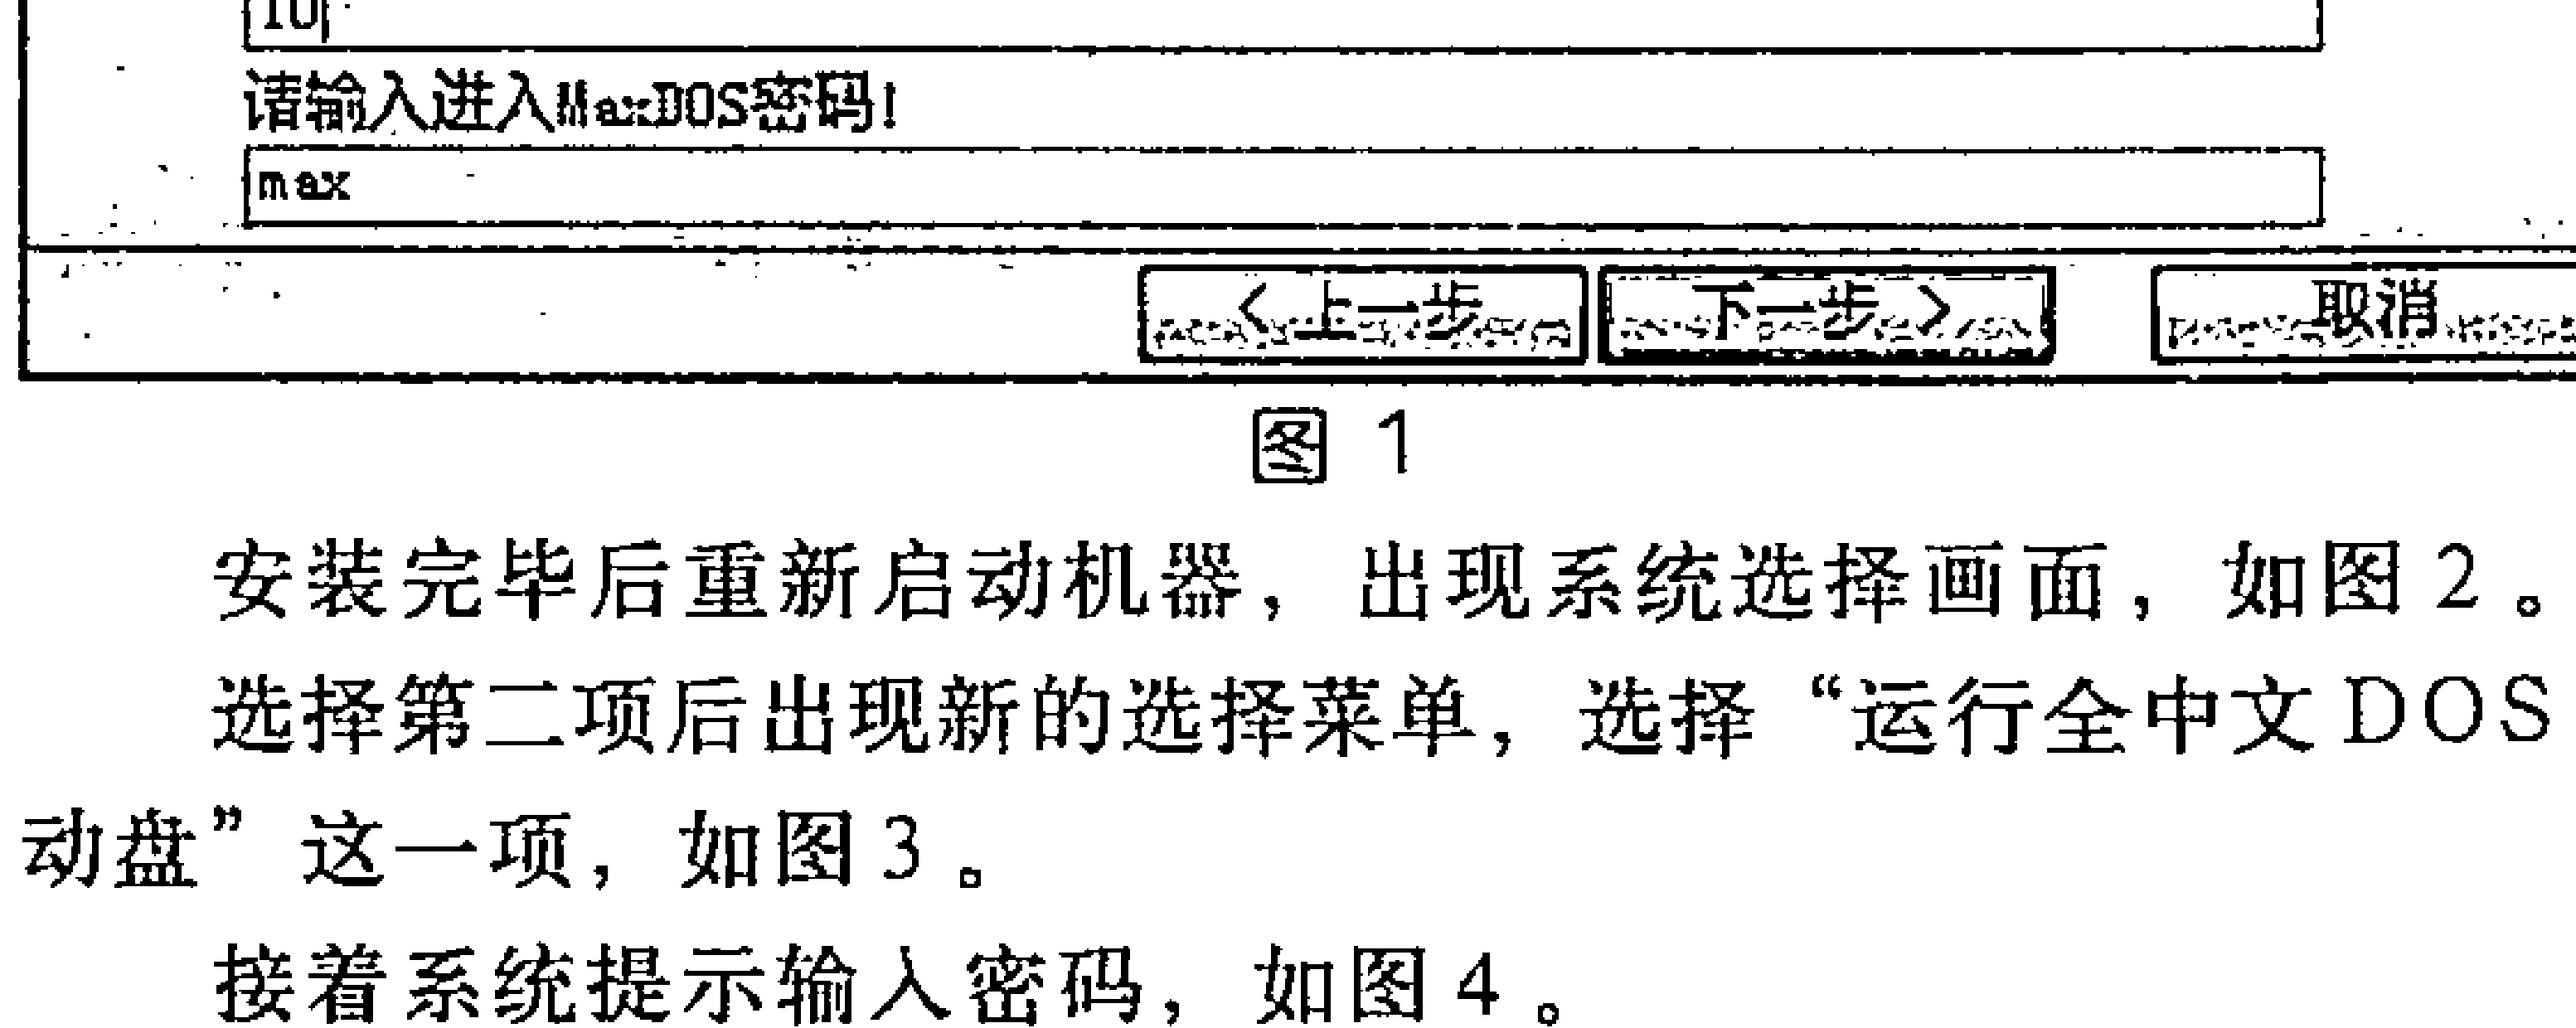 10
请输入进入MaxDOS密码!
max
<上一步 下一步> 取消
图 1
安装完毕后重新启动机器，出现系统选择画面，如图2。
选择第二项后出现新的选择菜单，选择“运行全中文DOS
动盘”这一项，如图3。
接着系统提示输入密码，如图4。